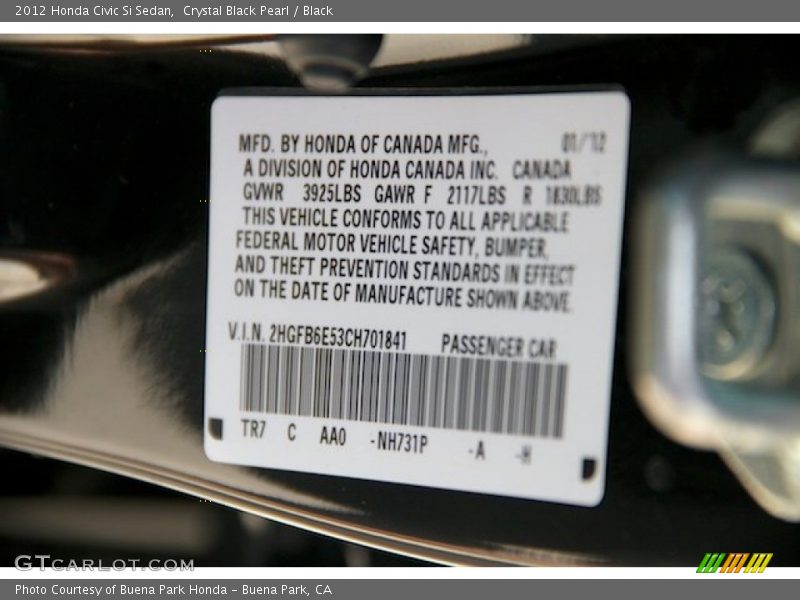 2012 Honda Civic Si Sedan,  Crystal Black Pearl / Black
MFD. BY HONDA OF CANADA MFG., 01/12
A DIVISION OF HONDA CANADA INC. CANADA
GVWR 3925LBS GAWR F 2117LBS R 1830LBS
THIS VEHICLE CONFORMS TO ALL APPLICABLE
FEDERAL MOTOR VEHICLE SAFETY, BUMPER,
AND THEFT PREVENTION STANDARDS IN EFFECT
ON THE DATE OF MANUFACTURE SHOWN ABOVE.
V.I.N. 2HGFB6E53CH701841 PASSENGER CAR
TR7 C AA0 -NH731P -A -H
GTCARLOT.COM
Photo Courtesy of Buena Park Honda - Buena Park, CA